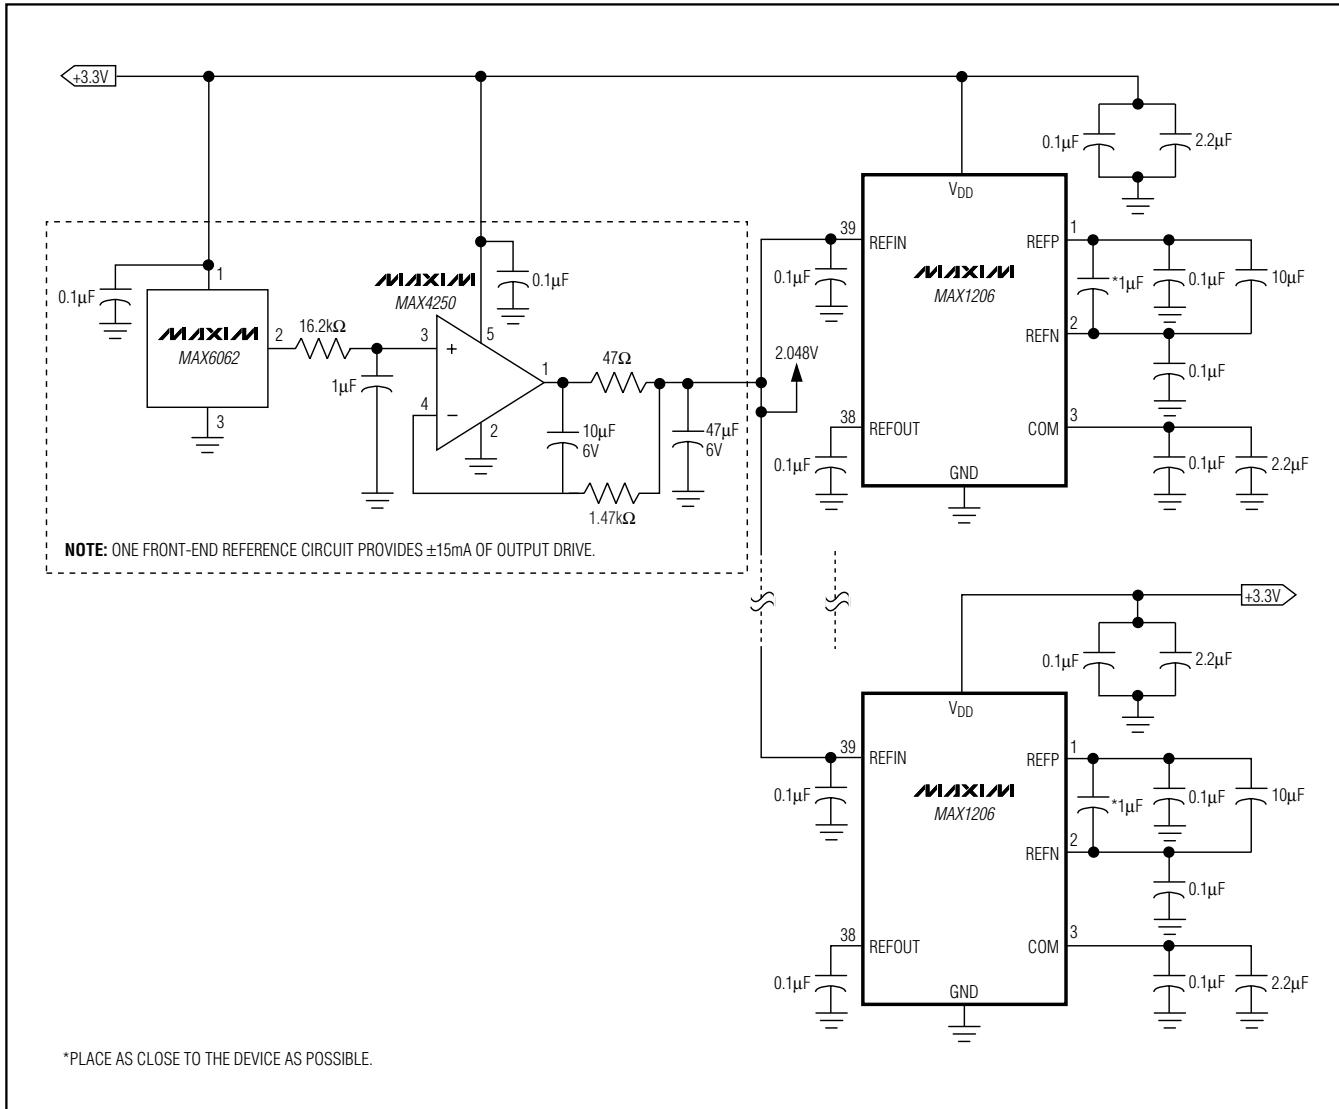 +3.3V
0.1µF
2.2µF
VDD
39
REFIN
REFP
1
0.1µF
MAXIM
MAX1206
*1µF
0.1µF
10µF
REFN
2
0.1µF
38
REFOUT
COM
3
0.1µF
GND
0.1µF
2.2µF
0.1µF
1
MAXIM
MAX6062
2
3
16.2kΩ
1µF
MAXIM
MAX4250
0.1µF
3
+
5
4
−
2
1
47Ω
10µF
6V
47µF
6V
1.47kΩ
2.048V
NOTE: ONE FRONT-END REFERENCE CIRCUIT PROVIDES ±15mA OF OUTPUT DRIVE.
+3.3V
0.1µF
2.2µF
VDD
39
REFIN
REFP
1
0.1µF
MAXIM
MAX1206
*1µF
0.1µF
10µF
REFN
2
0.1µF
38
REFOUT
COM
3
0.1µF
GND
0.1µF
2.2µF
*PLACE AS CLOSE TO THE DEVICE AS POSSIBLE.